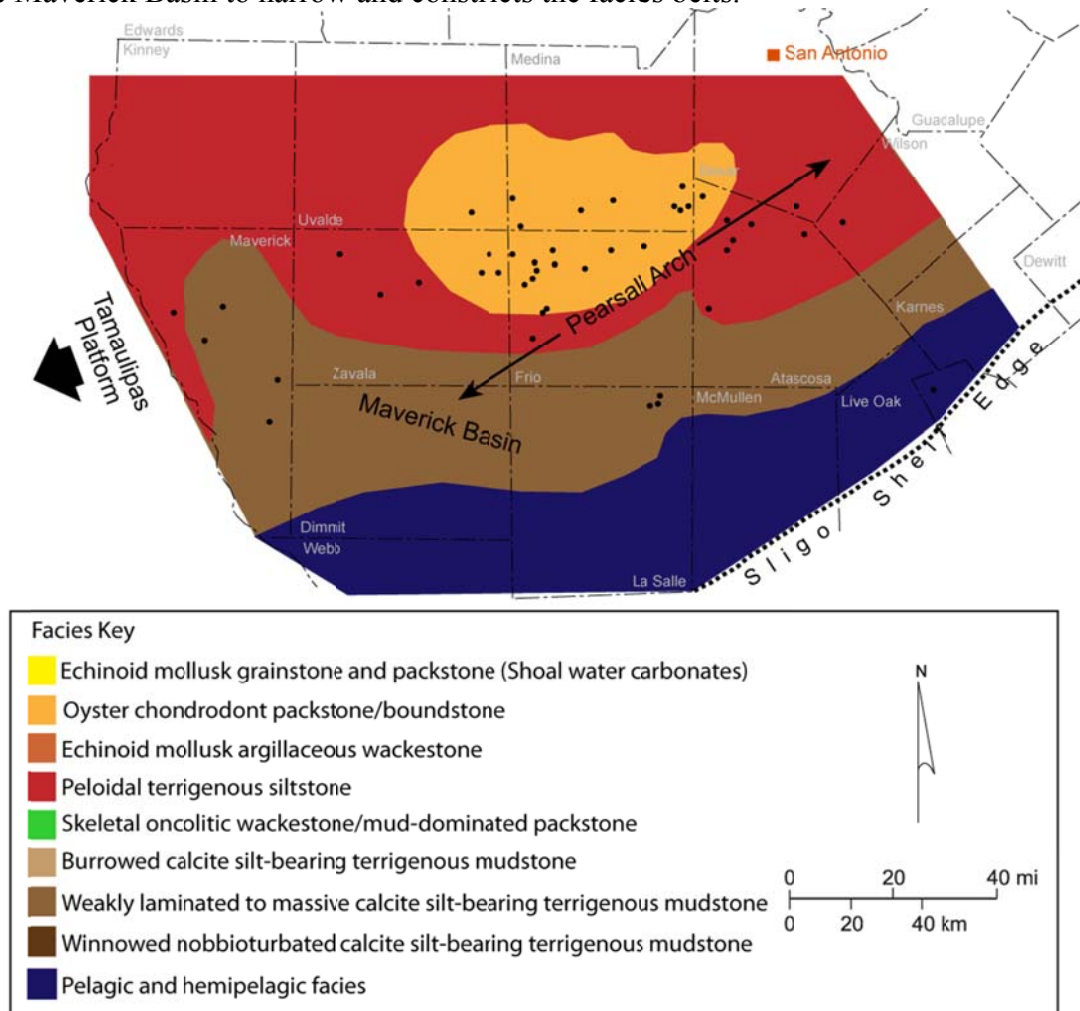 Maverick Basin to narrow and constricts the facies belts.
Edwards
Kinney
Medina
San Antonio
Guacalupe
Wilson
Uvalde
Maverick
Dewitt
Pearsall Arch
Karnes
Tamaulipas
Platform
Zavala
Frio
Atascosa
McMullen
Live Oak
Maverick Basin
Sligo Shelf Edge
Dimnit
Webb
La Salle
Facies Key
Echinoid mollusk grainstone and packstone (Shoal water carbonates)
Oyster chondrodont packstone/boundstone
Echinoid mollusk argillaceous wackestone
Peloidal terrigenous siltstone
Skeletal oncolitic wackestone/mud-dominated packstone
Burrowed calcite silt-bearing terrigenous mudstone
Weakly laminated to massive calcite silt-bearing terrigenous mudstone
Winnowed nobbioturbated calcite silt-bearing terrigenous mudstone
Pelagic and hemipelagic facies
N
0 20 40 mi
0 20 40 km